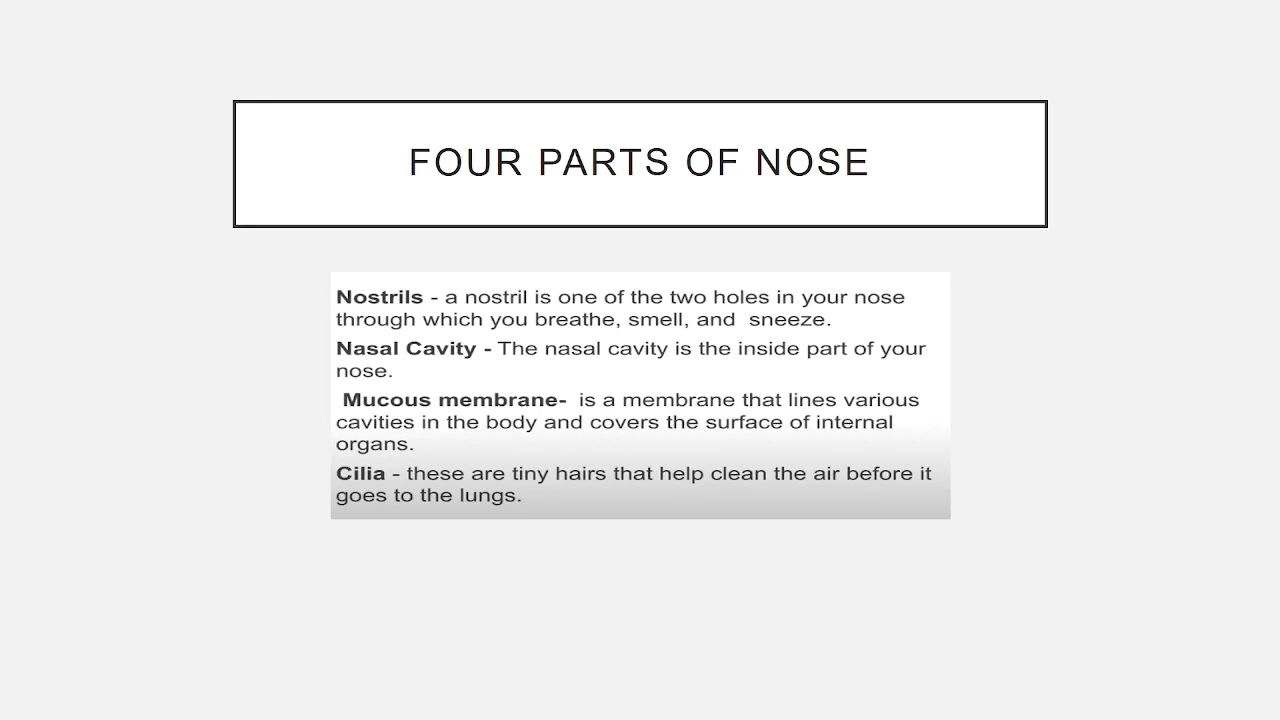 FOUR PARTS OF NOSE
Nostrils - a nostril is one of the two holes in your nose
through which you breathe, smell, and  sneeze.
Nasal Cavity - The nasal cavity is the inside part of your
nose.
Mucous membrane-  is a membrane that lines various
cavities in the body and covers the surface of internal
organs.
Cilia - these are tiny hairs that help clean the air before it
goes to the lungs.